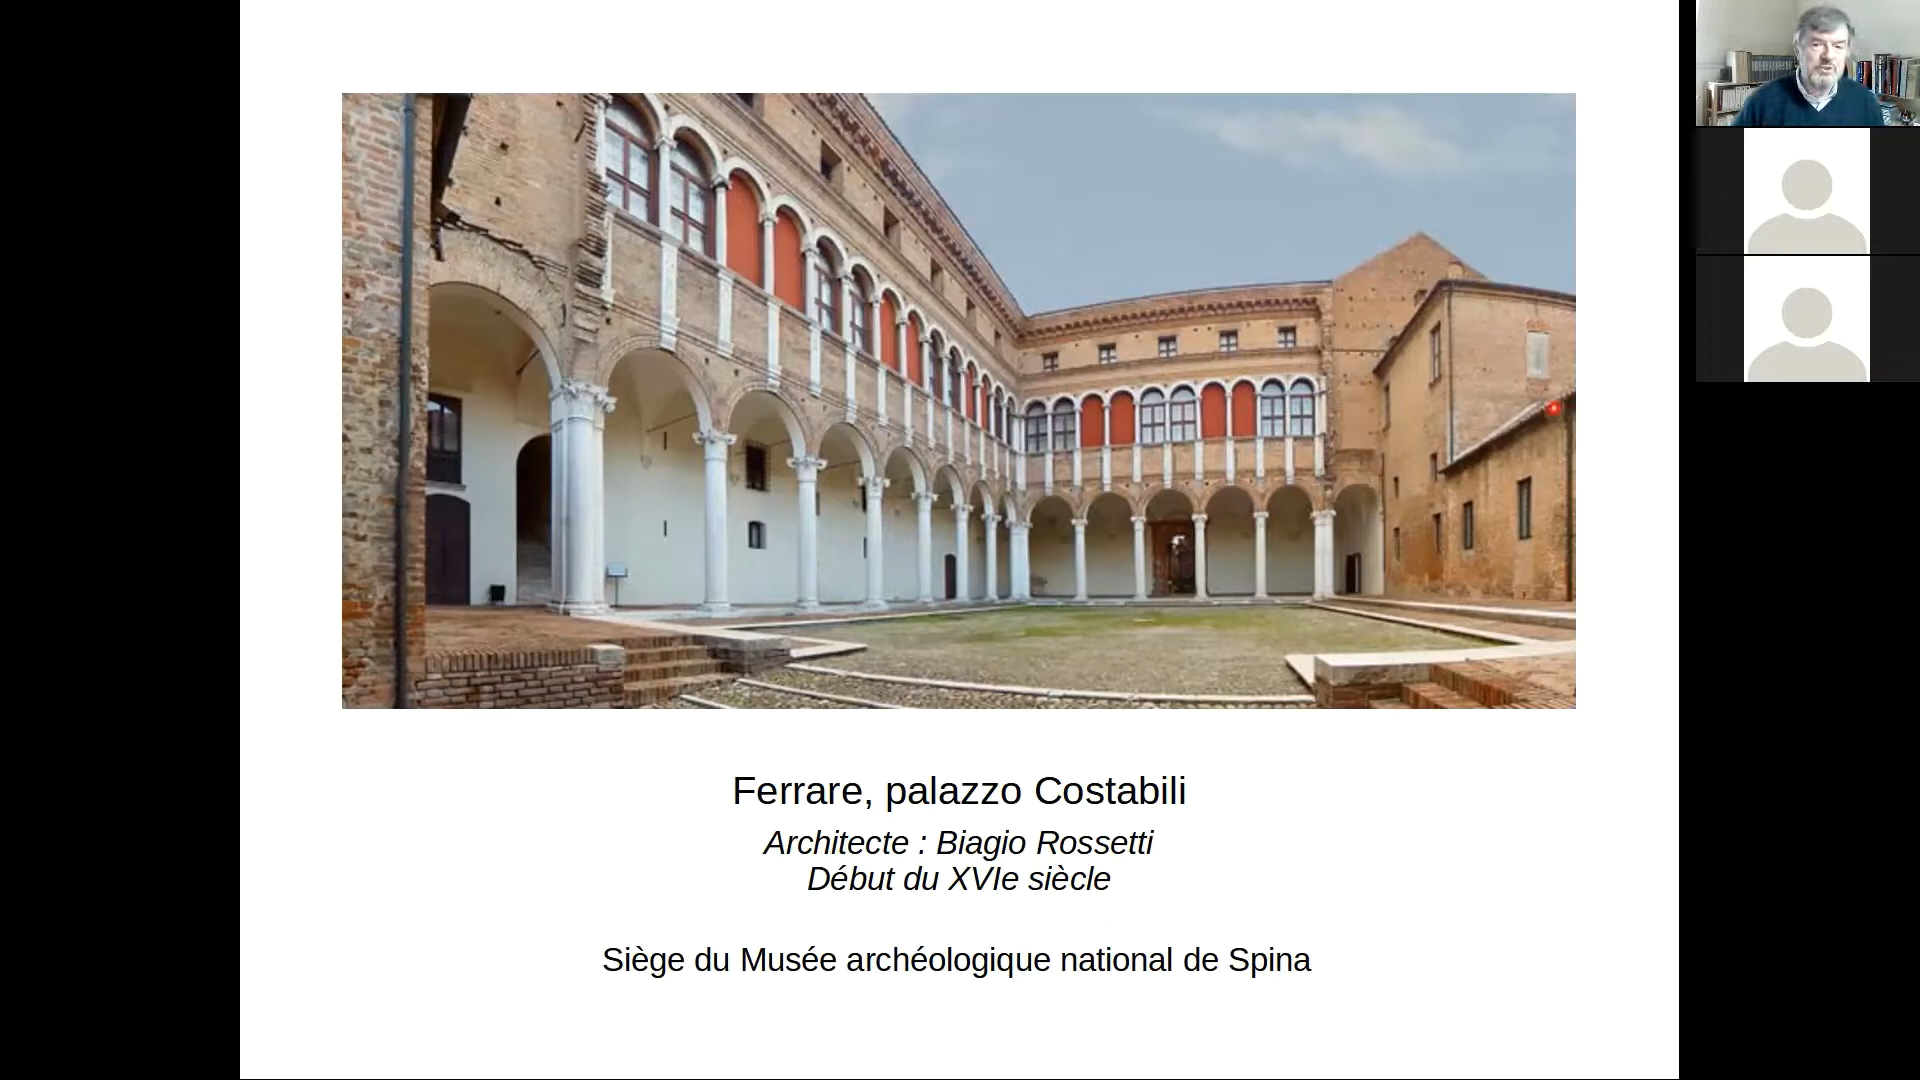 Ferrare, palazzo Costabili
Architecte : Biagio Rossetti
Début du XVIe siècle
Siège du Musée archéologique national de Spina